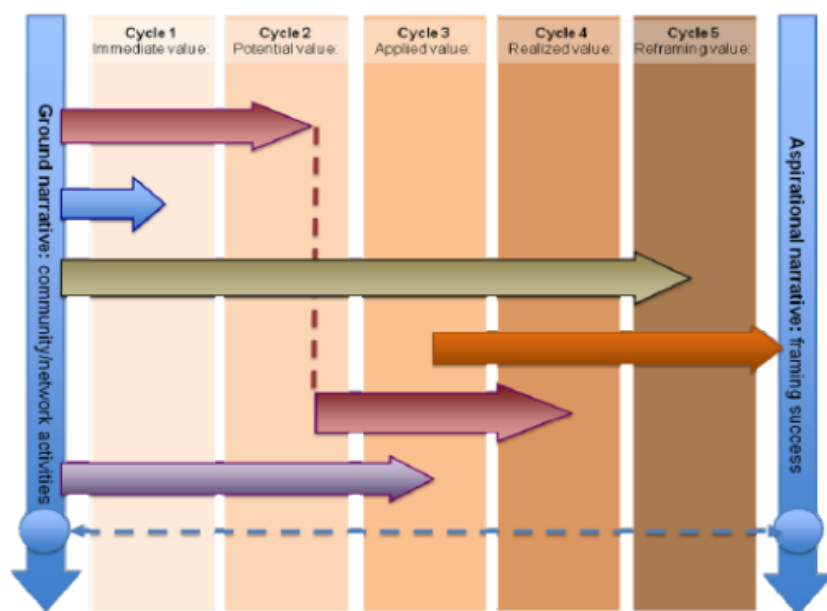 Cycle 1
Immediate value:
Cycle 2
Potential value:
Cycle 3
Applied value:
Cycle 4
Realized value:
Cycle 5
Reframing value:
Ground narrative: community/network activities
Aspirational narrative: framing success